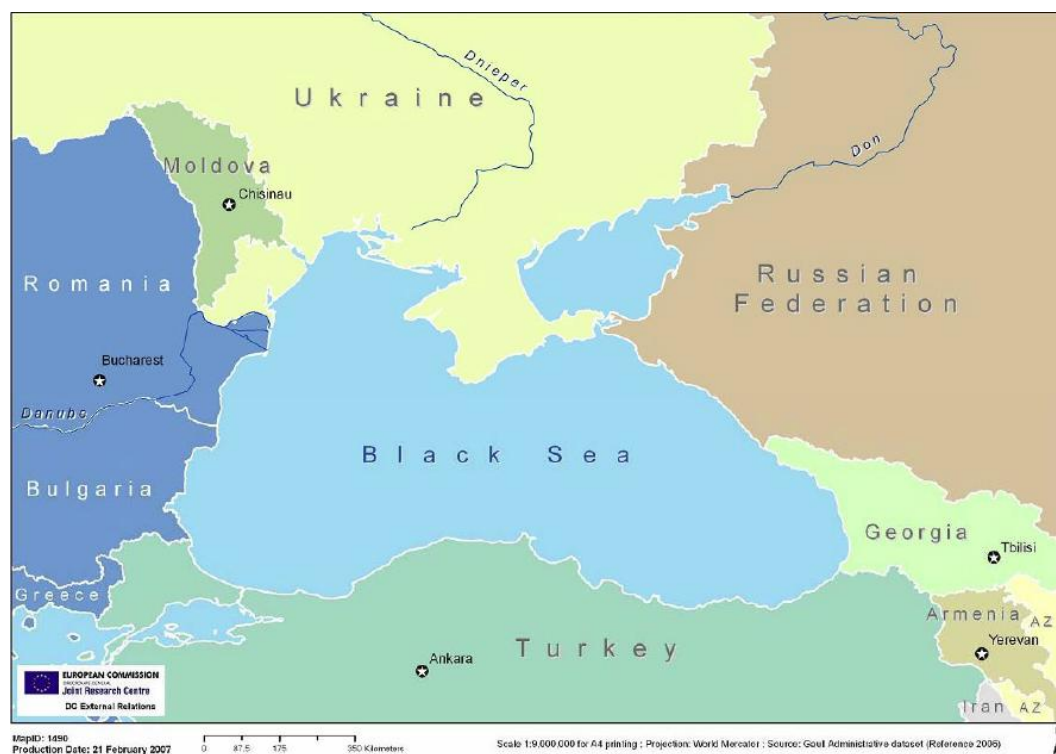 Dnieper
Ukraine
Don
Moldova
Chisinau
Romania
Russian
Federation
Bucharest
Danube
Black Sea
Bulgaria
Georgia
Tbilisi
Greece
Armenia
AZ
Turkey
Yerevan
Ankara
Iran
AZ
EUROPEAN COMMISSION
DIRECTORATE GENERAL
Joint Research Centre
DG External Relations
MapID: 1490
Production Date: 21 February 2007
0 87.5 175 350 Kilometers
Scale 1:9,000,000 for A4 printing ; Projection: World Mercator ; Source: Gaul Administrative dataset (Reference 2006)